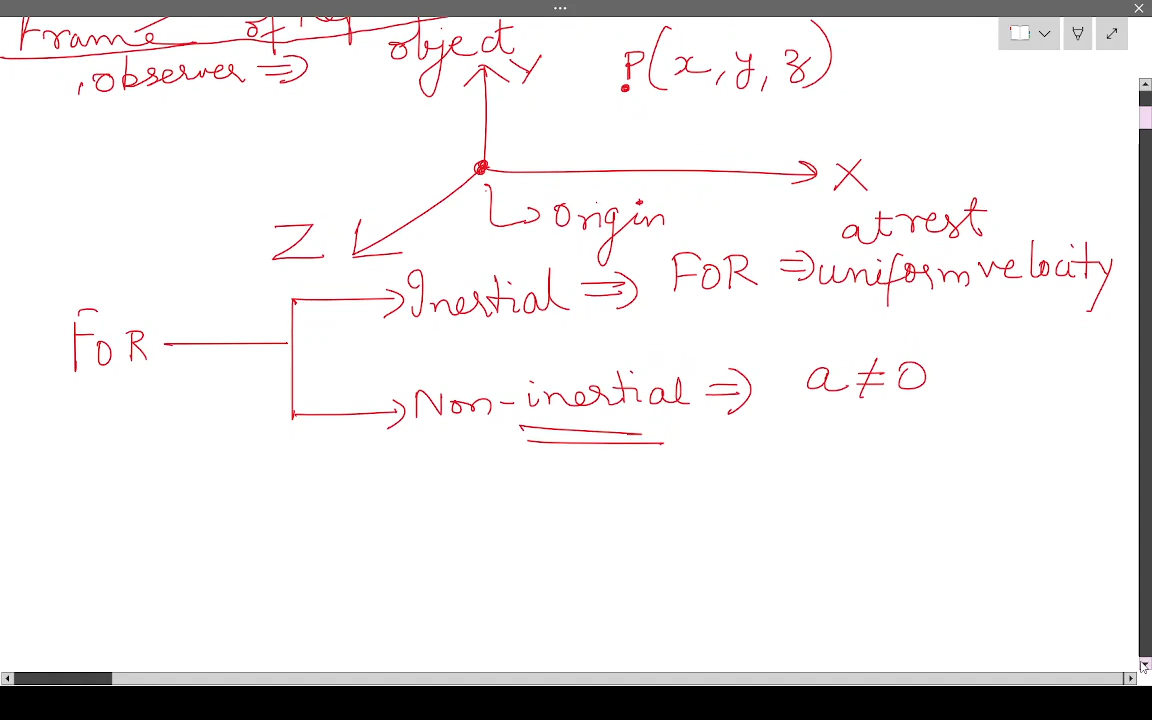 Frame of Ref
observer ⇒ object
Y
P(x, y, z)
X
Origin
Z
at rest
Inertial ⇒ FOR ⇒ uniform velocity
FOR
Non-inertial ⇒ a ≠ 0